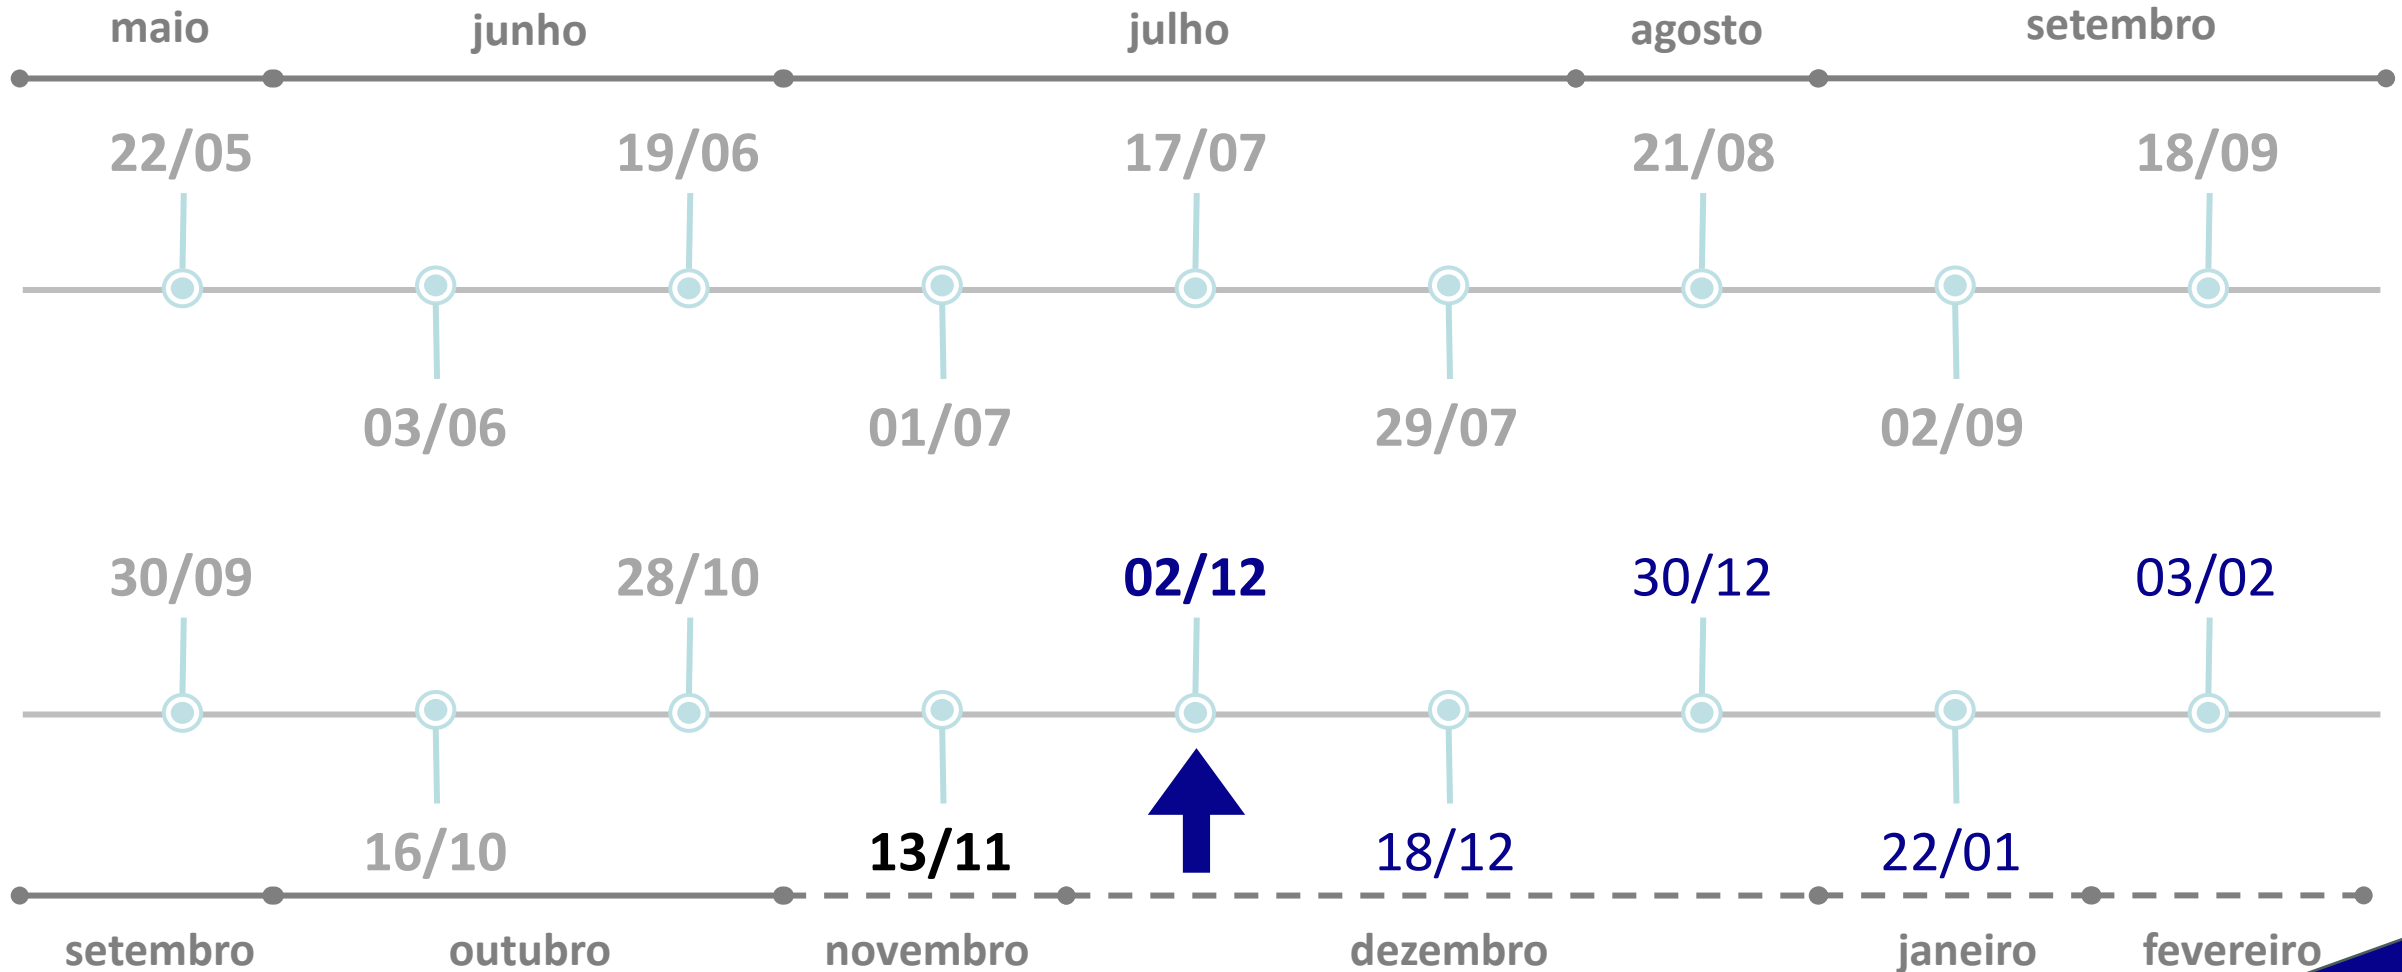 maio junho julho agosto setembro
22/05 19/06 17/07 21/08 18/09
03/06 01/07 29/07 02/09
30/09 28/10 02/12 30/12 03/02
16/10 13/11 18/12 22/01
setembro outubro novembro dezembro janeiro fevereiro